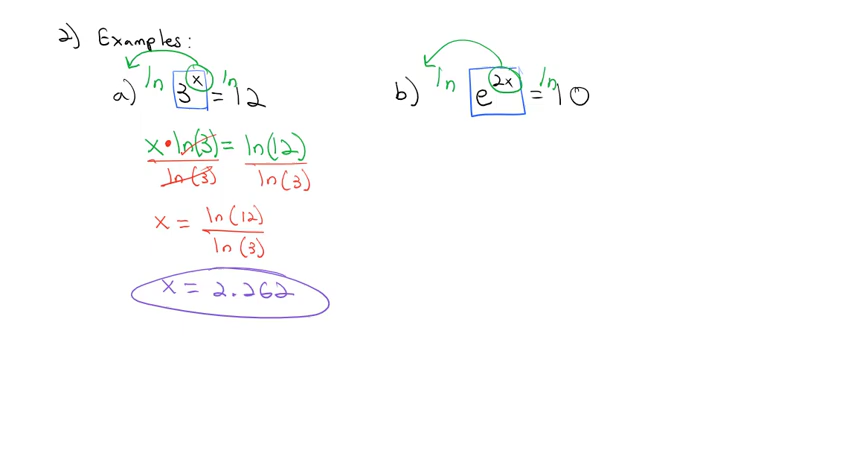 2) Examples:
a) ln 3^x = ln 12
x • ln(3) = ln(12)
ln(3) ln(3)
x = ln(12)
ln(3)
x = 2.262
b) ln e^2x = ln 10